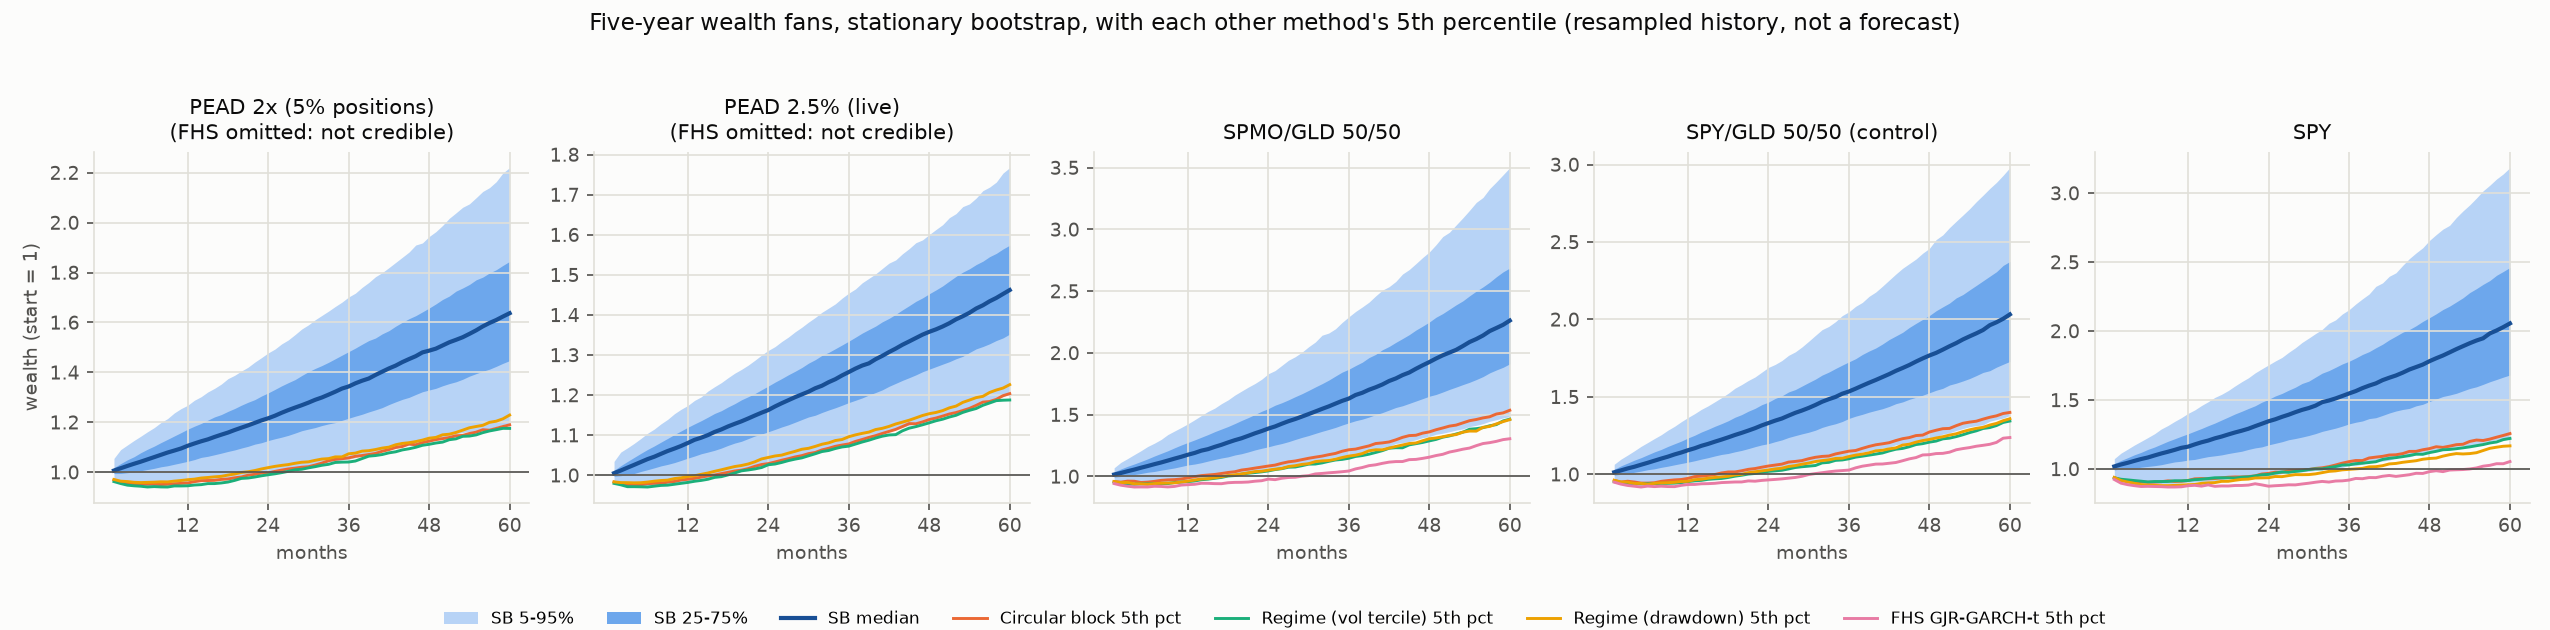 Five-year wealth fans, stationary bootstrap, with each other method's 5th percentile (resampled history, not a forecast)
PEAD 2x (5% positions)
(FHS omitted: not credible)
wealth (start = 1)
2.2
2.0
1.8
1.6
1.4
1.2
1.0
12 24 36 48 60
months
PEAD 2.5% (live)
(FHS omitted: not credible)
1.8
1.7
1.6
1.5
1.4
1.3
1.2
1.1
1.0
12 24 36 48 60
months
SPMO/GLD 50/50
3.5
3.0
2.5
2.0
1.5
1.0
12 24 36 48 60
months
SPY/GLD 50/50 (control)
3.0
2.5
2.0
1.5
1.0
12 24 36 48 60
months
SPY
3.0
2.5
2.0
1.5
1.0
12 24 36 48 60
months
SB 5-95%
SB 25-75%
SB median
Circular block 5th pct
Regime (vol tercile) 5th pct
Regime (drawdown) 5th pct
FHS GJR-GARCH-t 5th pct